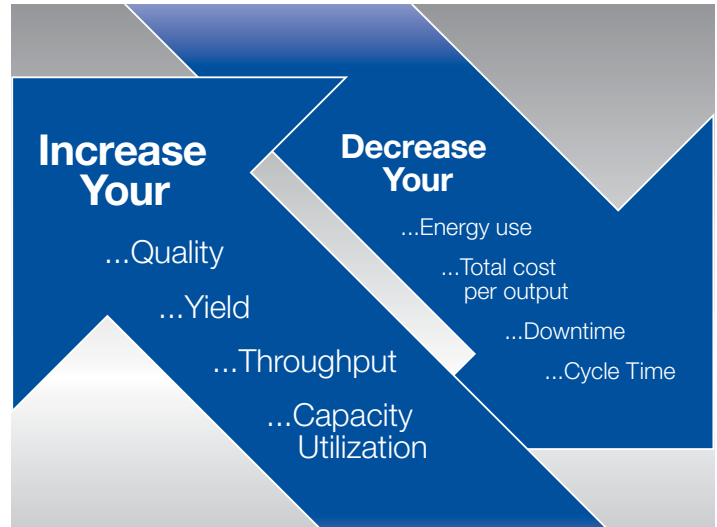 Increase
Your
...Quality
...Yield
...Throughput
...Capacity
Utilization
Decrease
Your
...Energy use
...Total cost
per output
...Downtime
...Cycle Time